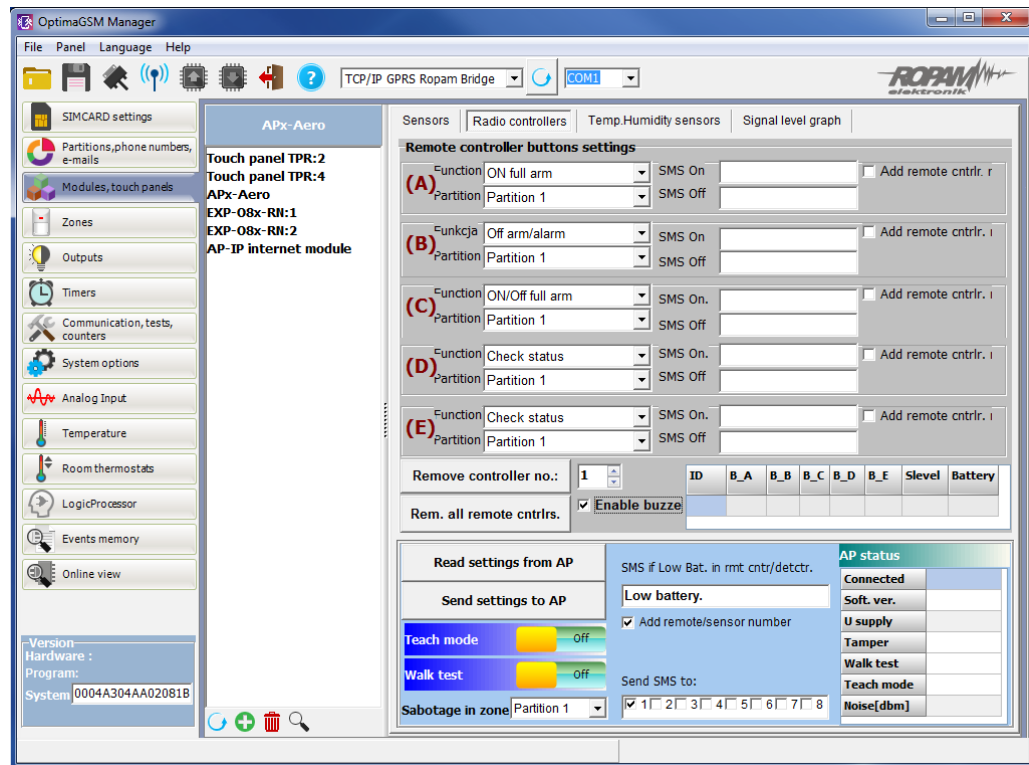 OptimaGSM Manager
File Panel Language Help
TCP/IP GPRS Ropam Bridge COM1
ROPAM
elektronik
SIMCARD settings
Partitions,phone numbers,
e-mails
Modules, touch panels
Zones
Outputs
Timers
Communication, tests,
counters
System options
Analog Input
Temperature
Room thermostats
LogicProcessor
Events memory
Online view
Version
Hardware :
Program:
System 0004A304AA02081B
APx-Aero
Touch panel TPR:2
Touch panel TPR:4
APx-Aero
EXP-O8x-RN:1
EXP-O8x-RN:2
AP-IP internet module
Sensors Radio controllers Temp.Humidity sensors Signal level graph
Remote controller buttons settings
(A) Function ON full arm SMS On Add remote cntrlr. r
Partition Partition 1 SMS Off
(B) Funkcja Off arm/alarm SMS On Add remote cntrlr.
Partition Partition 1 SMS Off
(C) Function ON/Off full arm SMS On. Add remote cntrlr.
Partition Partition 1 SMS Off
(D) Function Check status SMS On. Add remote cntrlr.
Partition Partition 1 SMS Off
(E) Function Check status SMS On. Add remote cntrlr.
Partition Partition 1 SMS Off
Remove controller no.: 1 ID B_A B_B B_C B_D B_E Slevel Battery
Rem. all remote cntrlrs. Enable buzze
Read settings from AP
Send settings to AP
Teach mode Off
Walk test Off
Sabotage in zone Partition 1
SMS if Low Bat. in rmt cntr/detctr.
Low battery.
Add remote/sensor number
Send SMS to:
1 2 3 4 5 6 7 8
AP status
Connected
Soft. ver.
U supply
Tamper
Walk test
Teach mode
Noise[dbm]